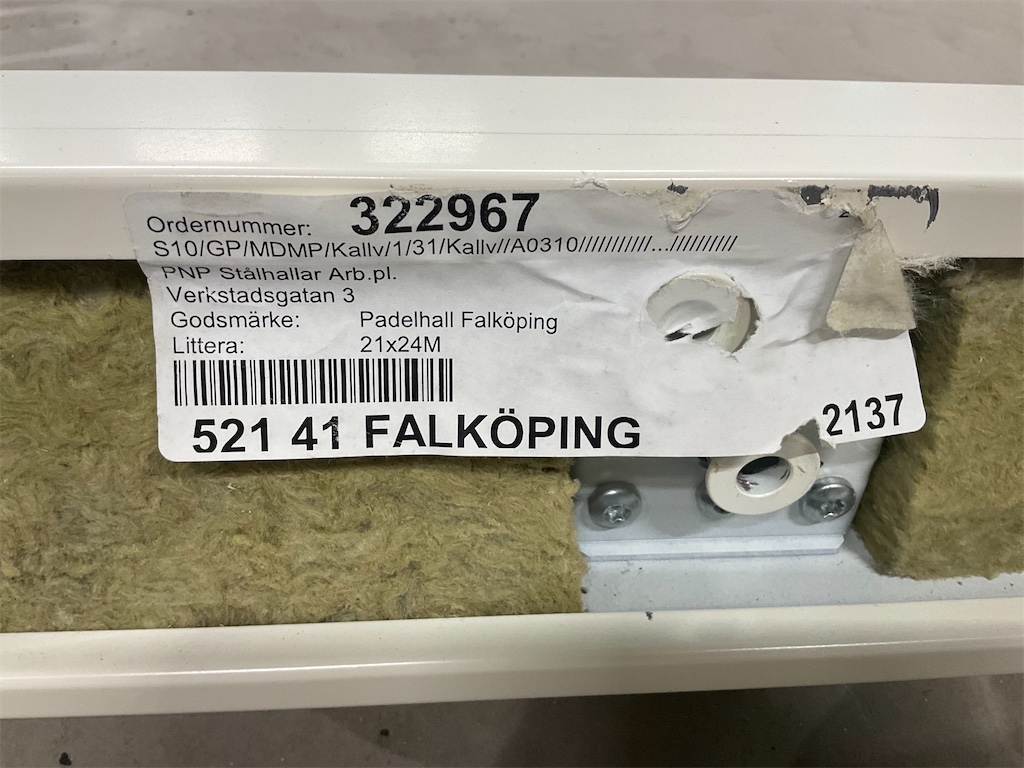 Ordernummer: 322967
S10/GP/MDMP/Kallv/1/31/Kallv//A0310///////////...//////////
PNP Stålhallar Arb.pl.
Verkstadsgatan 3
Godsmärke: Padelhall Falköping
Littera: 21x24M
521 41 FALKÖPING 2137